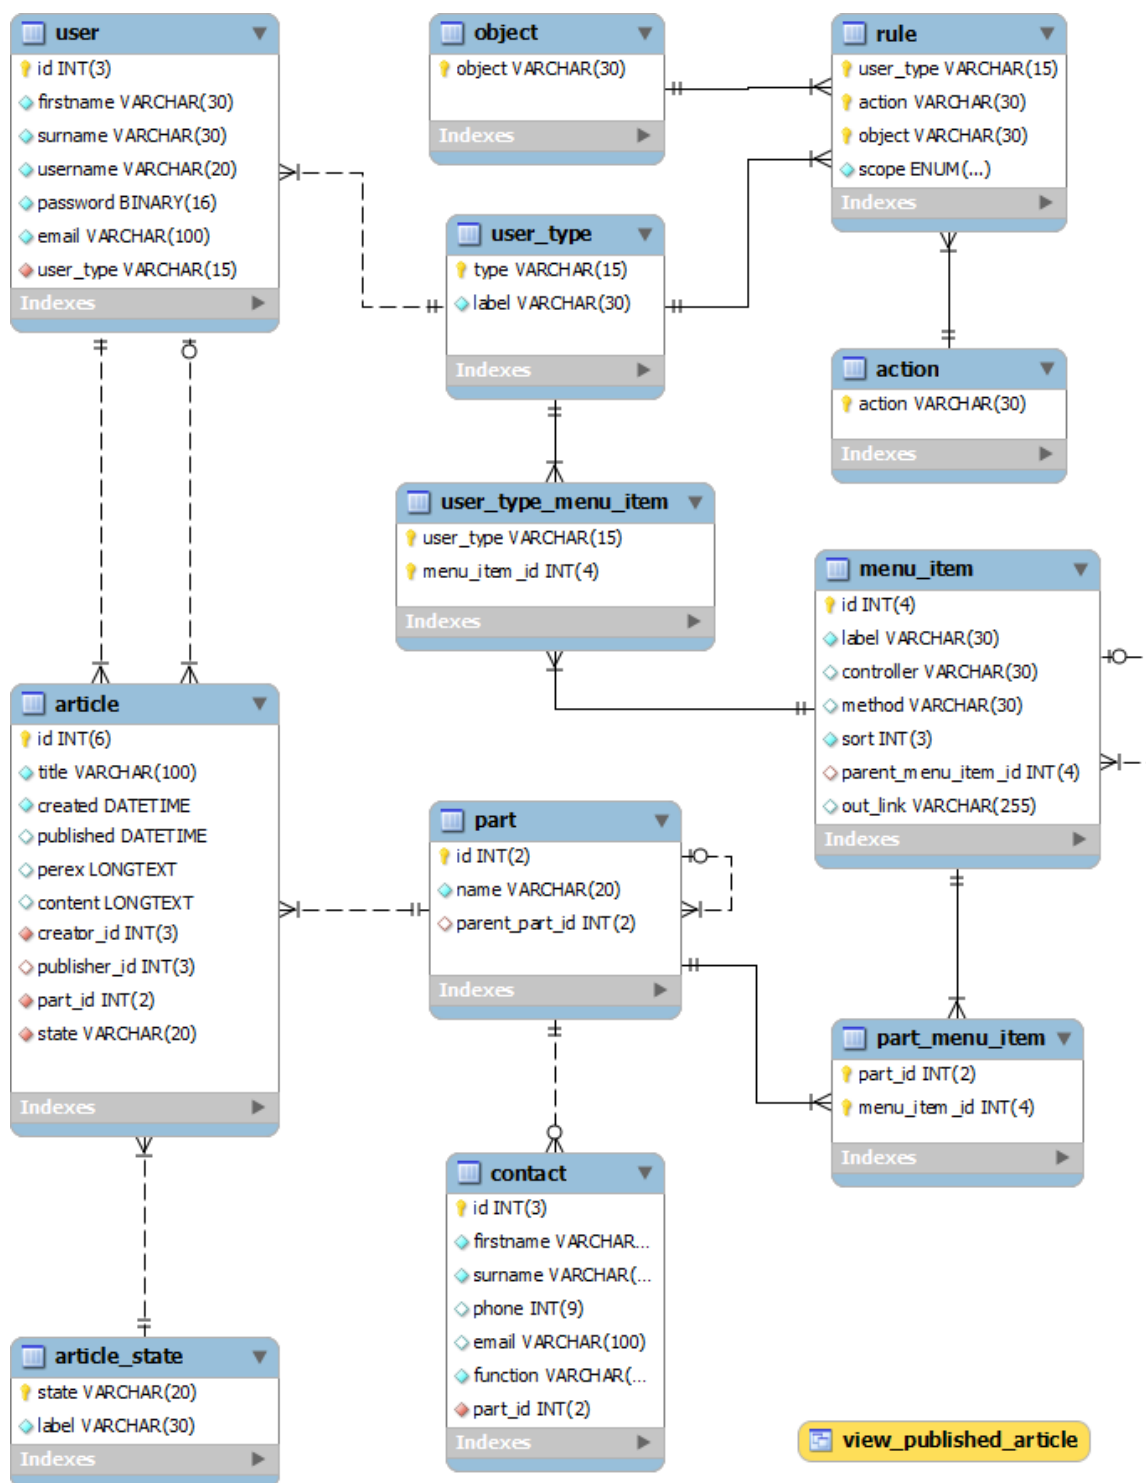 user
id INT(3)
firstname VARCHAR(30)
surname VARCHAR(30)
username VARCHAR(20)
password BINARY(16)
email VARCHAR(100)
user_type VARCHAR(15)
Indexes
object
object VARCHAR(30)
Indexes
rule
user_type VARCHAR(15)
action VARCHAR(30)
object VARCHAR(30)
scope ENUM(...)
Indexes
user_type
type VARCHAR(15)
label VARCHAR(30)
Indexes
action
action VARCHAR(30)
Indexes
user_type_menu_item
user_type VARCHAR(15)
menu_item_id INT(4)
Indexes
menu_item
id INT(4)
label VARCHAR(30)
controller VARCHAR(30)
method VARCHAR(30)
sort INT(3)
parent_menu_item_id INT(4)
out_link VARCHAR(255)
Indexes
article
id INT(6)
title VARCHAR(100)
created DATETIME
published DATETIME
perex LONGTEXT
content LONGTEXT
creator_id INT(3)
publisher_id INT(3)
part_id INT(2)
state VARCHAR(20)
Indexes
part
id INT(2)
name VARCHAR(20)
parent_part_id INT(2)
Indexes
part_menu_item
part_id INT(2)
menu_item_id INT(4)
Indexes
contact
id INT(3)
firstname VARCHAR...
surname VARCHAR(...
phone INT(9)
email VARCHAR(100)
function VARCHAR(...
part_id INT(2)
Indexes
article_state
state VARCHAR(20)
label VARCHAR(30)
Indexes
view_published_article